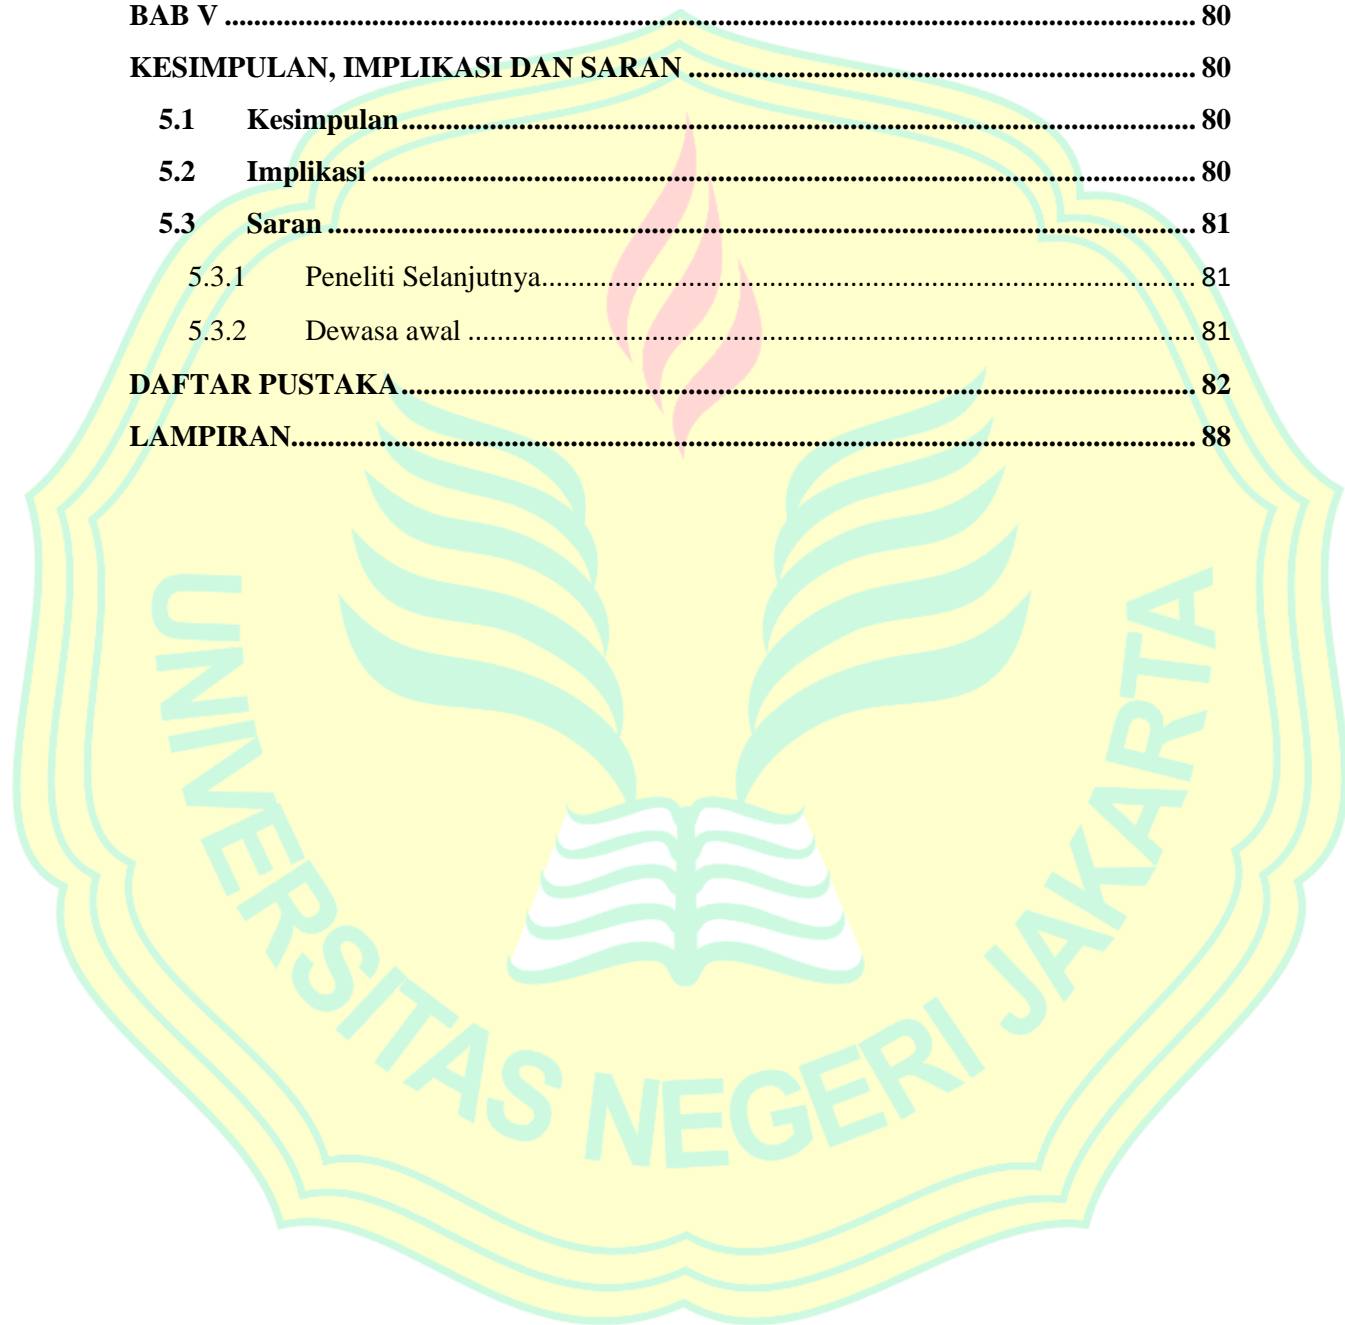 BAB V ........................................................................................................................ 80
KESIMPULAN, IMPLIKASI DAN SARAN ............................................................... 80
5.1 Kesimpulan.................................................................................................... 80
5.2 Implikasi ....................................................................................................... 80
5.3 Saran ............................................................................................................ 81
5.3.1 Peneliti Selanjutnya..................................................................................... 81
5.3.2 Dewasa awal .............................................................................................. 81
DAFTAR PUSTAKA................................................................................................... 82
LAMPIRAN................................................................................................................. 88
UNIVERSITAS NEGERI JAKARTA